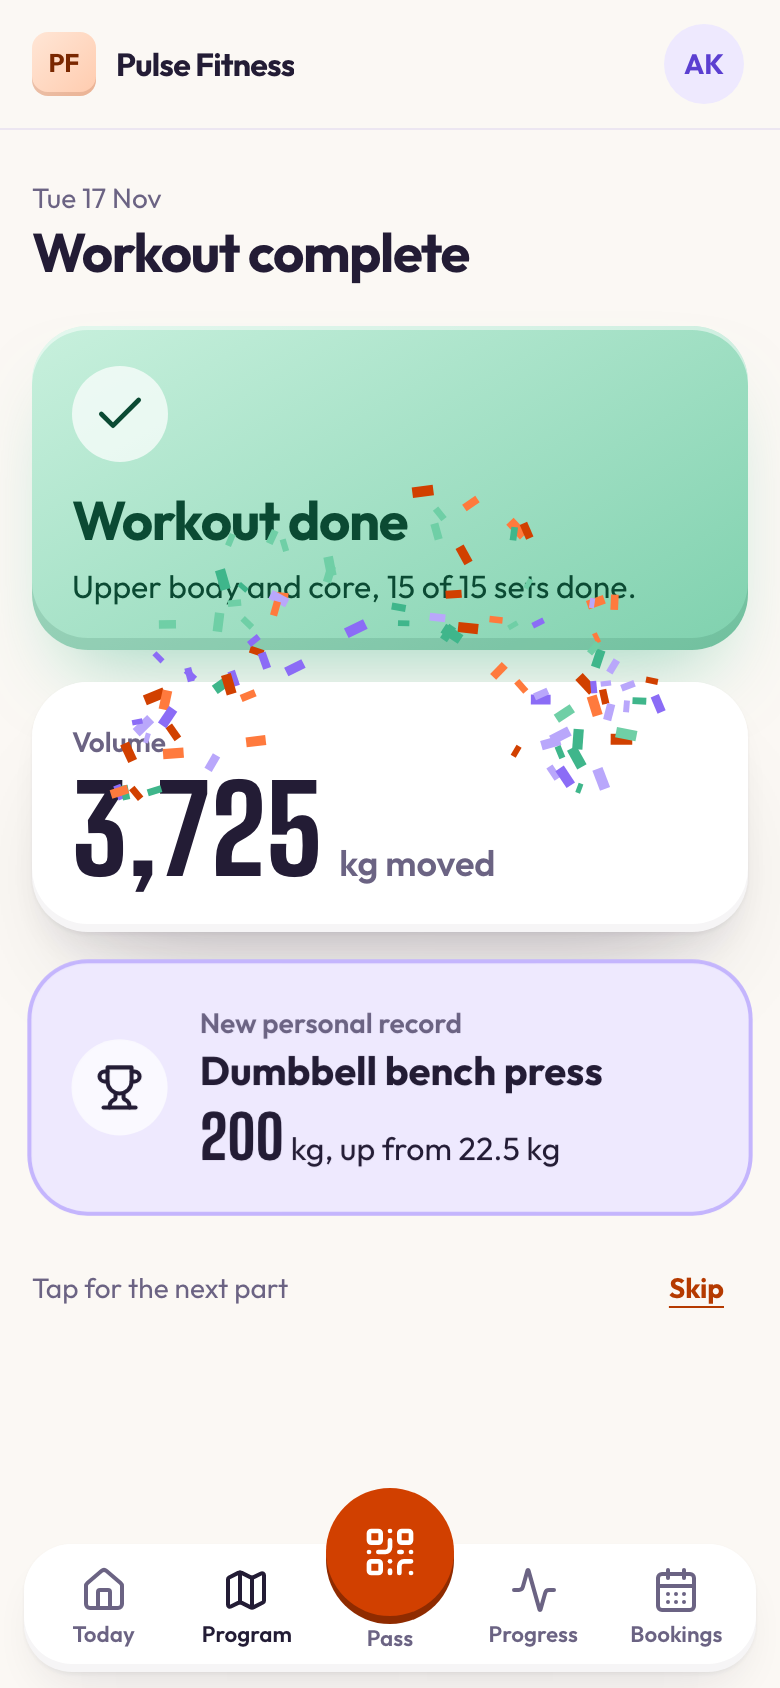 PF
Pulse Fitness
AK
Tue 17 Nov
Workout complete
Workout done
Upper body and core, 15 of 15 sets done.
Volume
3,725 kg moved
New personal record
Dumbbell bench press
200 kg, up from 22.5 kg
Tap for the next part
Skip
Today
Program
Pass
Progress
Bookings